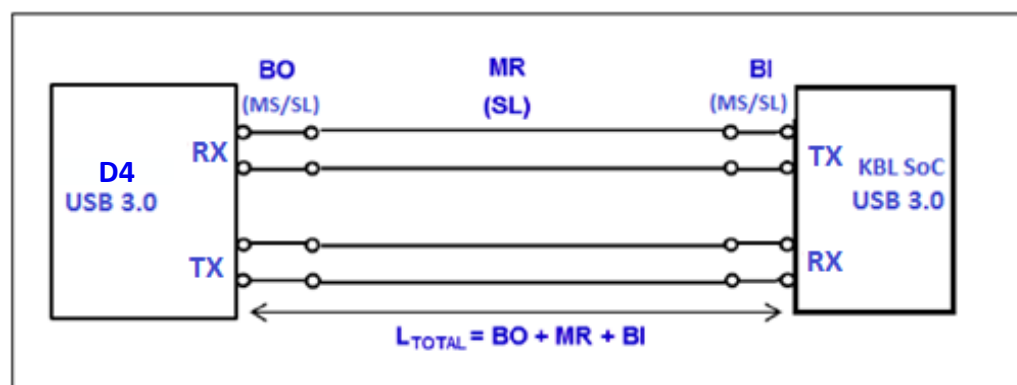 BO
(MS/SL)
MR
(SL)
BI
(MS/SL)
D4
USB 3.0
RX
TX
TX
RX
KBL SoC
USB 3.0
L_TOTAL = BO + MR + BI